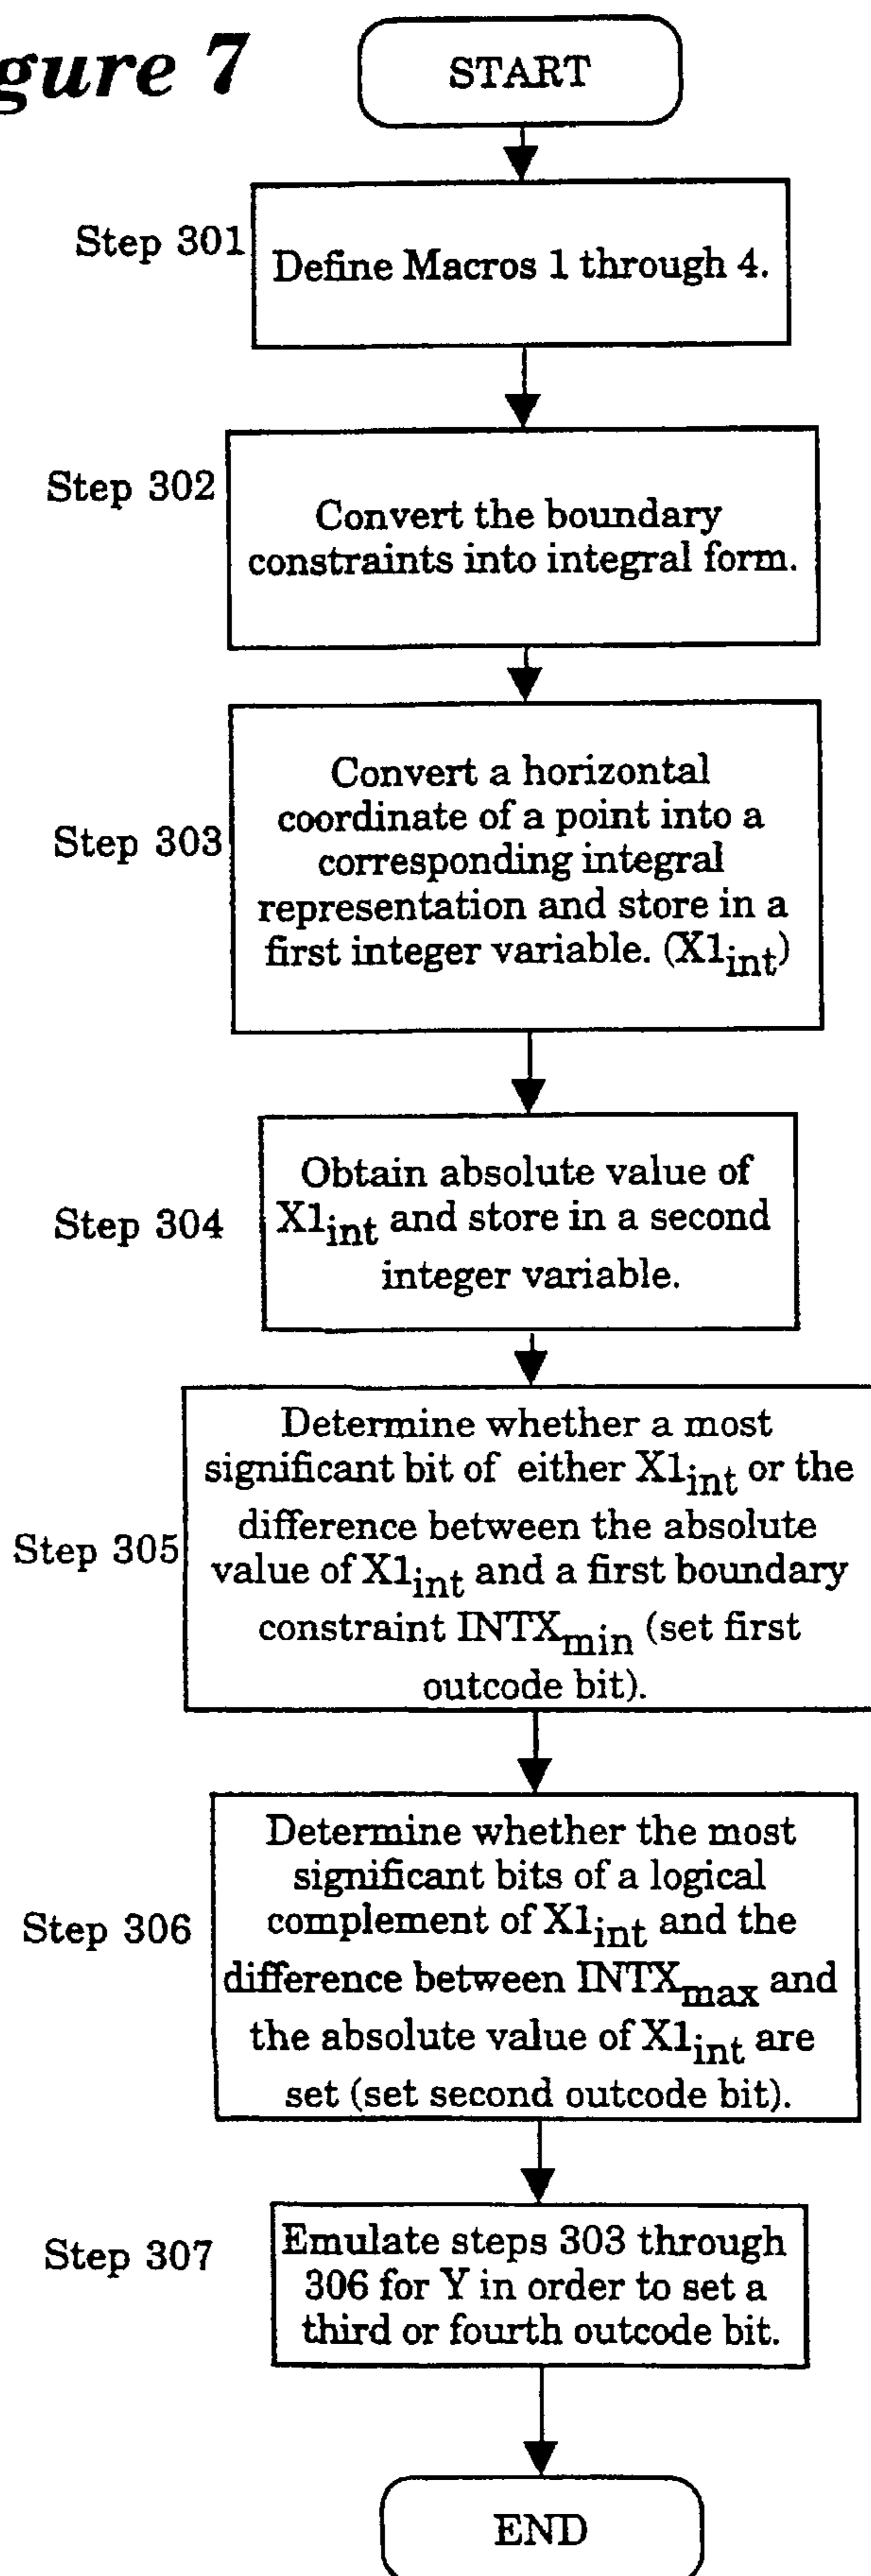 gure 7
START
Step 301
Define Macros 1 through 4.
Step 302
Convert the boundary
constraints into integral form.
Step 303
Convert a horizontal
coordinate of a point into a
corresponding integral
representation and store in a
first integer variable. (X1int)
Step 304
Obtain absolute value of
X1int and store in a second
integer variable.
Step 305
Determine whether a most
significant bit of either X1int or the
difference between the absolute
value of X1int and a first boundary
constraint INTXmin (set first
outcode bit).
Step 306
Determine whether the most
significant bits of a logical
complement of X1int and the
difference between INTXmax and
the absolute value of X1int are
set (set second outcode bit).
Step 307
Emulate steps 303 through
306 for Y in order to set a
third or fourth outcode bit.
END